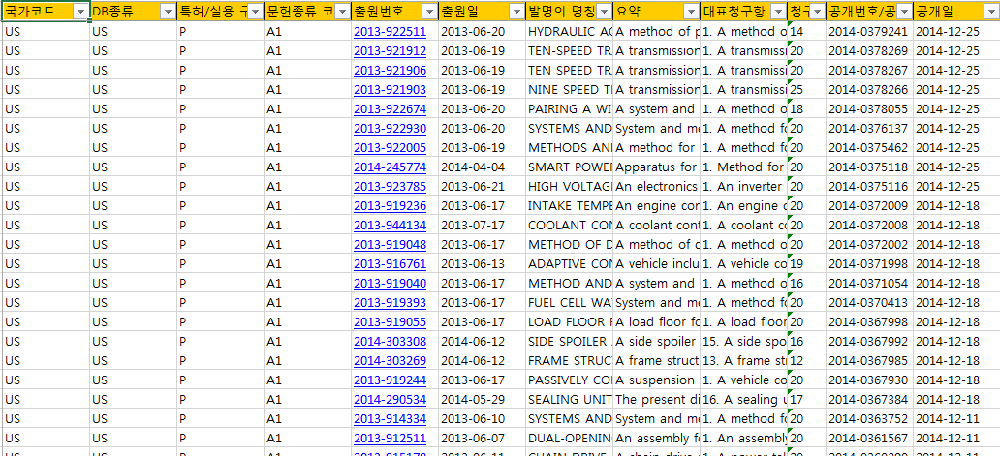 국가코드 DB종류 특허/실용 구 문헌종류 코 출원번호 출원일 발명의 명칭 요약 대표청구항 청구 공개번호/공 공개일
US US P A1 2013-922511 2013-06-20 HYDRAULIC AC A method of p 1. A method o 14 2014-0379241 2014-12-25
US US P A1 2013-921912 2013-06-19 TEN-SPEED TR A transmission 1. A transmissi 20 2014-0378269 2014-12-25
US US P A1 2013-921906 2013-06-19 TEN SPEED TR A transmission 1. A transmissi 20 2014-0378267 2014-12-25
US US P A1 2013-921903 2013-06-19 NINE SPEED T A transmission 1. A transmissi 25 2014-0378266 2014-12-25
US US P A1 2013-922674 2013-06-20 PAIRING A WI A system and 1. A method o 18 2014-0378055 2014-12-25
US US P A1 2013-922930 2013-06-20 SYSTEMS AND System and me 1. A method fo 20 2014-0376137 2014-12-25
US US P A1 2013-922005 2013-06-19 METHODS AN A method for 1. A method fo 20 2014-0375462 2014-12-25
US US P A1 2014-245774 2014-04-04 SMART POWE Apparatus for 1. Method for 20 2014-0375118 2014-12-25
US US P A1 2013-923785 2013-06-21 HIGH VOLTAG An electronics 1. An inverter 20 2014-0375116 2014-12-25
US US P A1 2013-919236 2013-06-17 INTAKE TEMPE An engine con 1. An engine c 20 2014-0372009 2014-12-18
US US P A1 2013-944134 2013-07-17 COOLANT CON A coolant cont 1. A coolant co 20 2014-0372008 2014-12-18
US US P A1 2013-919048 2013-06-17 METHOD OF D A method of d 1. A method of 20 2014-0372002 2014-12-18
US US P A1 2013-916761 2013-06-13 ADAPTIVE CON A vehicle inclu 1. A vehicle co 19 2014-0371998 2014-12-18
US US P A1 2013-919040 2013-06-17 METHOD AND A system and 1. A method o 16 2014-0371054 2014-12-18
US US P A1 2013-919393 2013-06-17 FUEL CELL WA System and me 1. A method fo 20 2014-0370413 2014-12-18
US US P A1 2013-919055 2013-06-17 LOAD FLOOR A load floor fo 1. A load floor 20 2014-0367998 2014-12-18
US US P A1 2014-303308 2014-06-12 SIDE SPOILER A side spoiler 15. A side spo 16 2014-0367992 2014-12-18
US US P A1 2014-303269 2014-06-12 FRAME STRUC A frame struct 13. A frame st 12 2014-0367985 2014-12-18
US US P A1 2013-919244 2013-06-17 PASSIVELY CO A suspension 1. A vehicle co 20 2014-0367930 2014-12-18
US US P A1 2014-290534 2014-05-29 SEALING UNIT The present di 16. A sealing u 17 2014-0367384 2014-12-18
US US P A1 2013-914334 2013-06-10 SYSTEMS AND System and me 1. A method fo 20 2014-0363752 2014-12-11
US US P A1 2013-912511 2013-06-07 DUAL-OPENIN An assembly f 1. An assembly 20 2014-0361567 2014-12-11